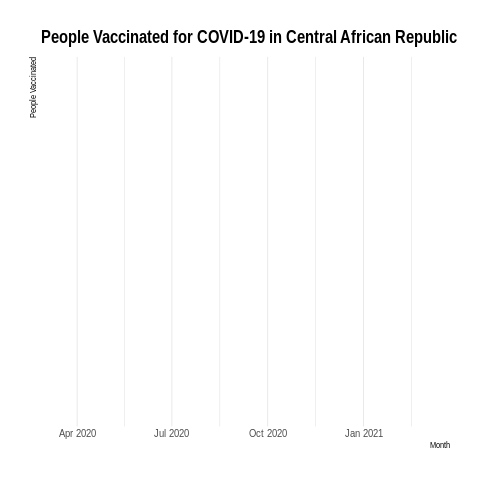 People Vaccinated for COVID-19 in Central African Republic
People Vaccinated
Apr 2020 Jul 2020 Oct 2020 Jan 2021
Month